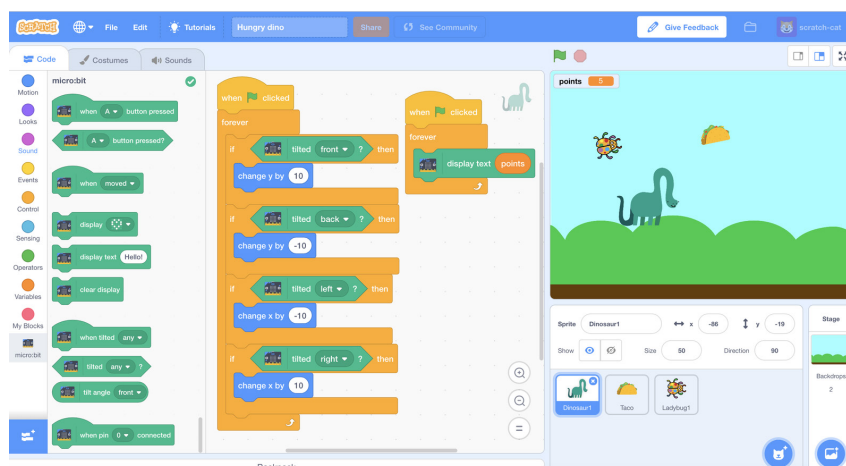 SCRATCH
File Edit Tutorials Hungry dino Share See Community Give Feedback scratch-cat
Code Costumes Sounds
Motion
Looks
Sound
Events
Control
Sensing
Operators
Variables
My Blocks
micro:bit
micro:bit
when A button pressed
A button pressed?
when moved
display
display text Hello!
clear display
when tilted any
tilted any ?
tilt angle front
when pin 0 connected
when clicked
forever
if tilted front ? then
change y by 10
if tilted back ? then
change y by -10
if tilted left ? then
change x by -10
if tilted right ? then
change x by 10
when clicked
forever
display text points
points 5
Sprite Dinosaur1 x -86 y -19
Show Size 50 Direction 90
Dinosaur1 Taco Ladybug1
Stage
Backdrops
2
Backpack